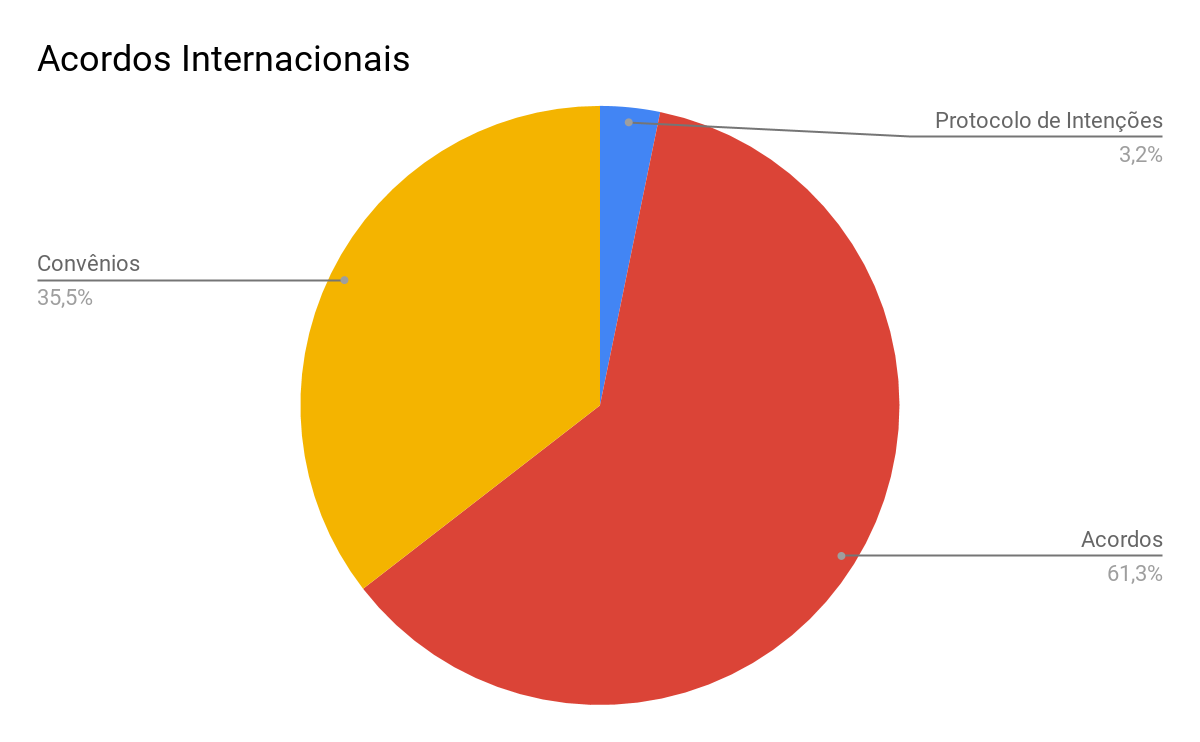 Acordos Internacionais
Protocolo de Intenções
3,2%
Convênios
35,5%
Acordos
61,3%